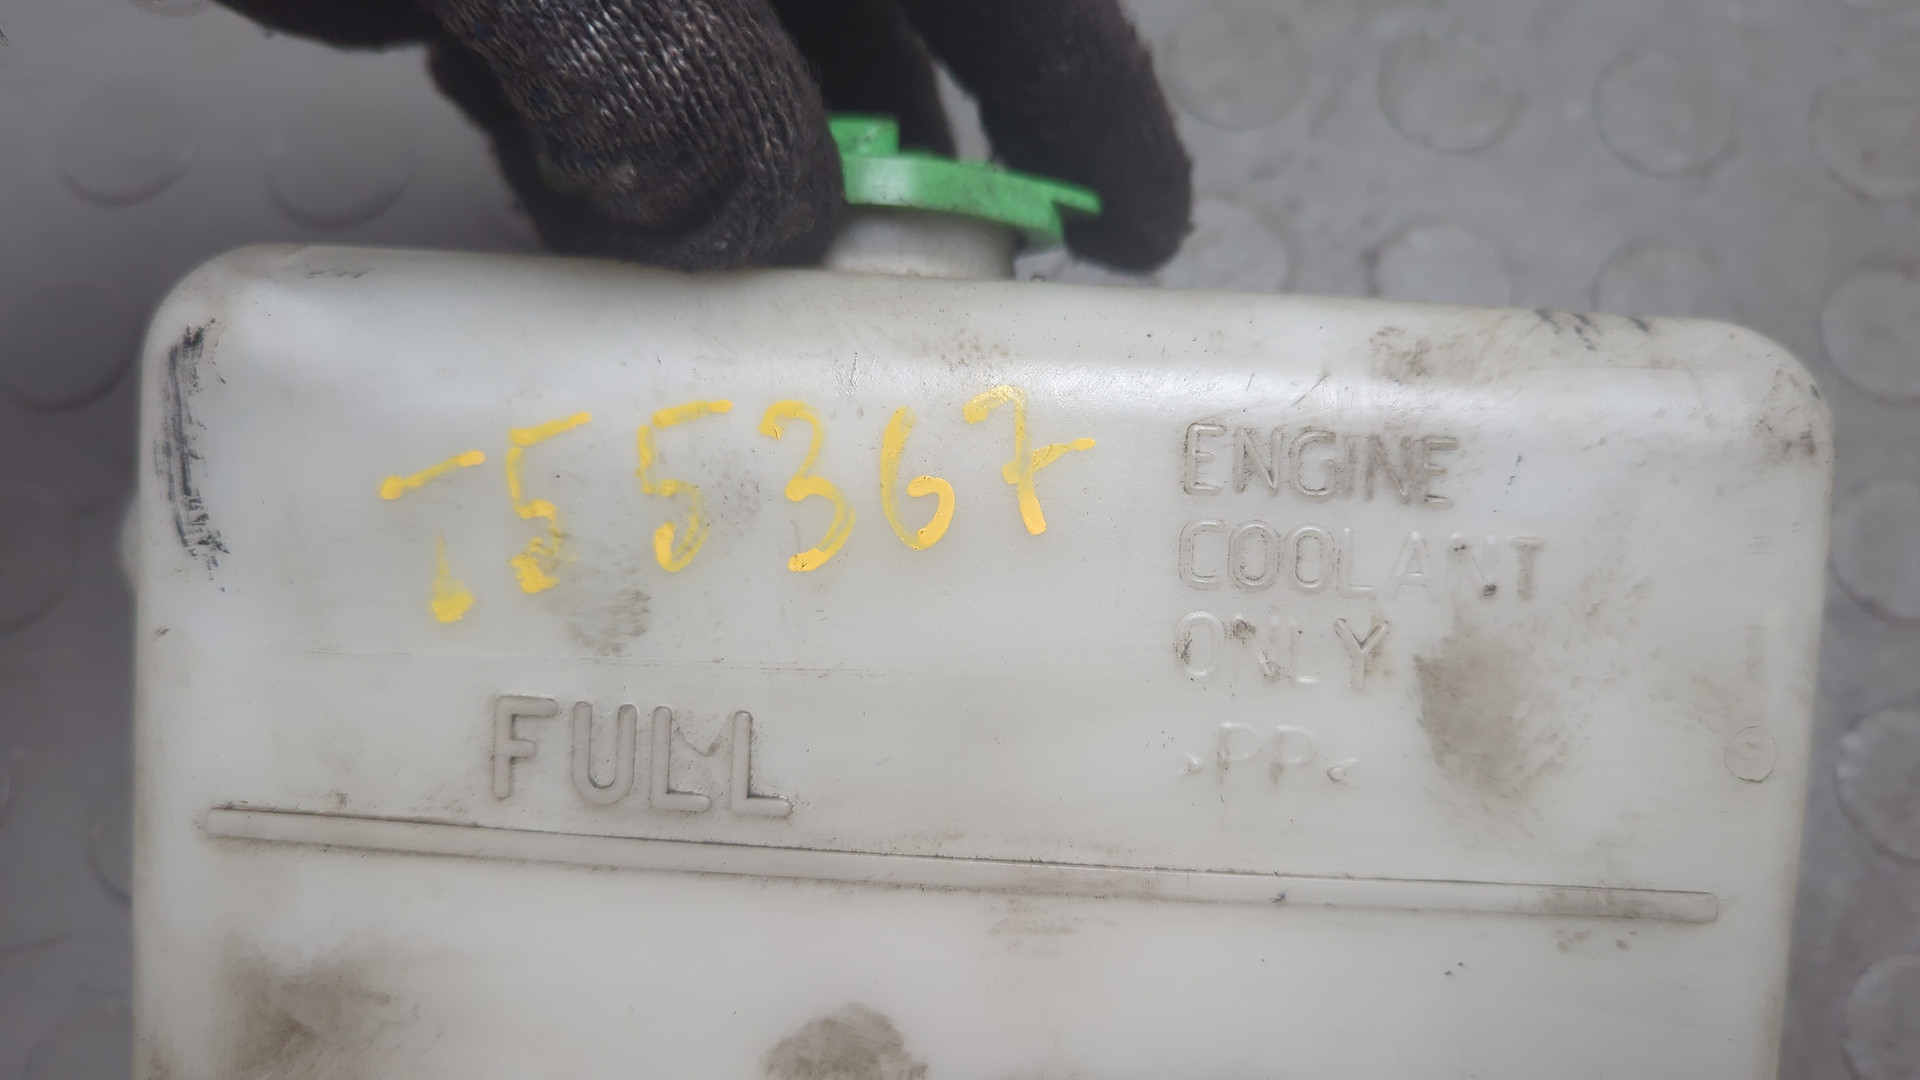 T55367
ENGINE
COOLANT
ONLY
>PP<
FULL